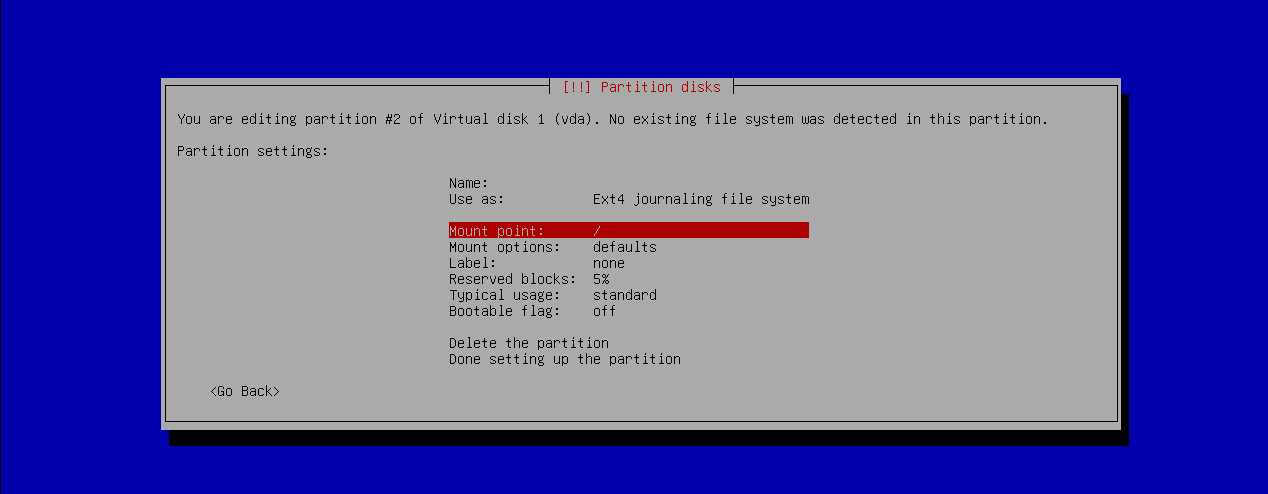 [!!] Partition disks
You are editing partition #2 of Virtual disk 1 (vda). No existing file system was detected in this partition.
Partition settings:
Name:
Use as: Ext4 journaling file system
Mount point: /
Mount options: defaults
Label: none
Reserved blocks: 5%
Typical usage: standard
Bootable flag: off
Delete the partition
Done setting up the partition
<Go Back>